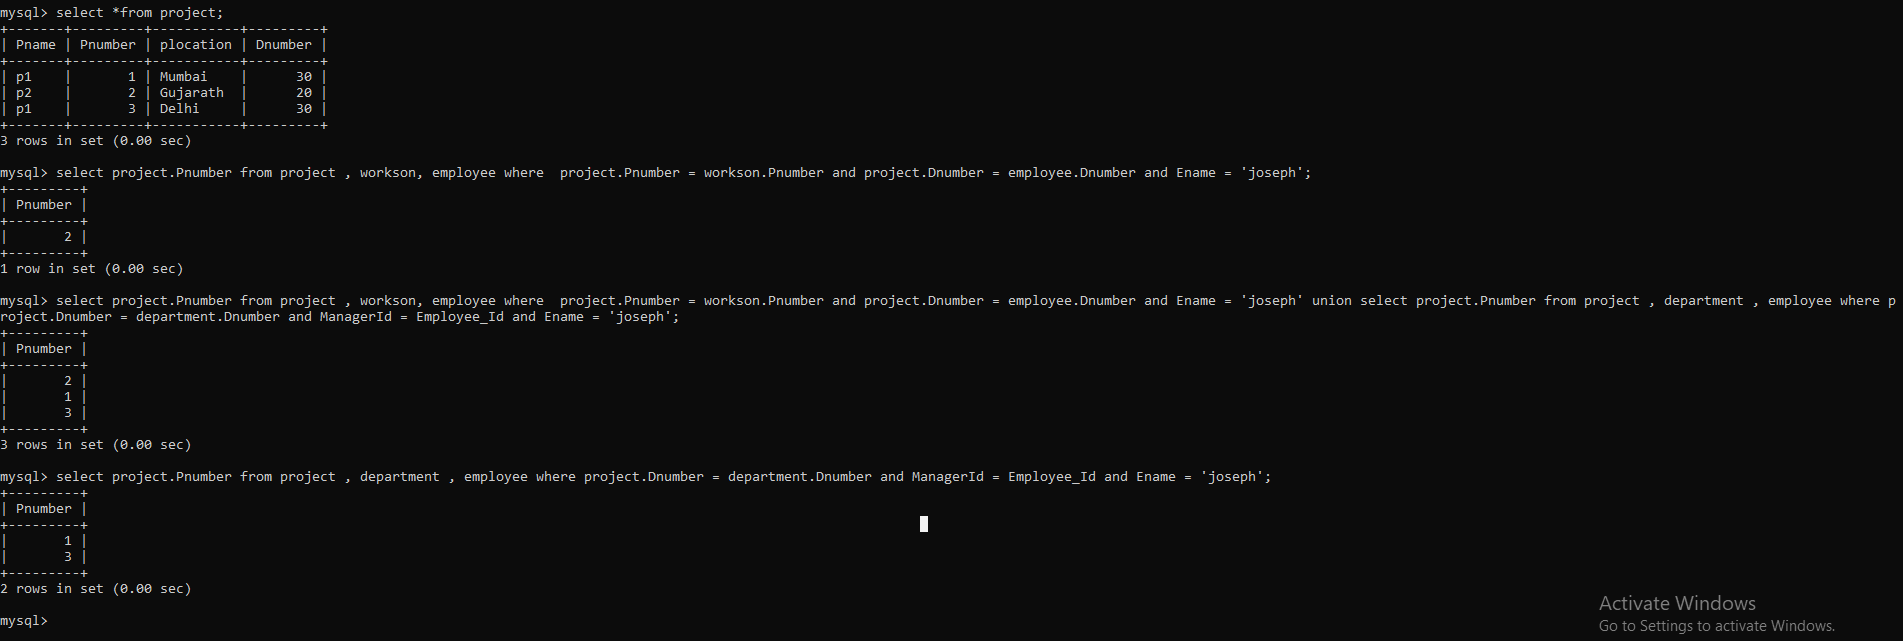 mysql> select *from project;
+-------+---------+-----------+---------+
| Pname | Pnumber | plocation | Dnumber |
+-------+---------+-----------+---------+
| p1    |       1 | Mumbai    |      30 |
| p2    |       2 | Gujarath  |      20 |
| p1    |       3 | Delhi     |      30 |
+-------+---------+-----------+---------+
3 rows in set (0.00 sec)

mysql> select project.Pnumber from project , workson, employee where  project.Pnumber = workson.Pnumber and project.Dnumber = employee.Dnumber and Ename = 'joseph';
+---------+
| Pnumber |
+---------+
|       2 |
+---------+
1 row in set (0.00 sec)

mysql> select project.Pnumber from project , workson, employee where  project.Pnumber = workson.Pnumber and project.Dnumber = employee.Dnumber and Ename = 'joseph' union select project.Pnumber from project , department , employee where p
roject.Dnumber = department.Dnumber and ManagerId = Employee_Id and Ename = 'joseph';
+---------+
| Pnumber |
+---------+
|       2 |
|       1 |
|       3 |
+---------+
3 rows in set (0.00 sec)

mysql> select project.Pnumber from project , department , employee where project.Dnumber = department.Dnumber and ManagerId = Employee_Id and Ename = 'joseph';
+---------+
| Pnumber |
+---------+
|       1 |
|       3 |
+---------+
2 rows in set (0.00 sec)

mysql>
Activate Windows
Go to Settings to activate Windows.